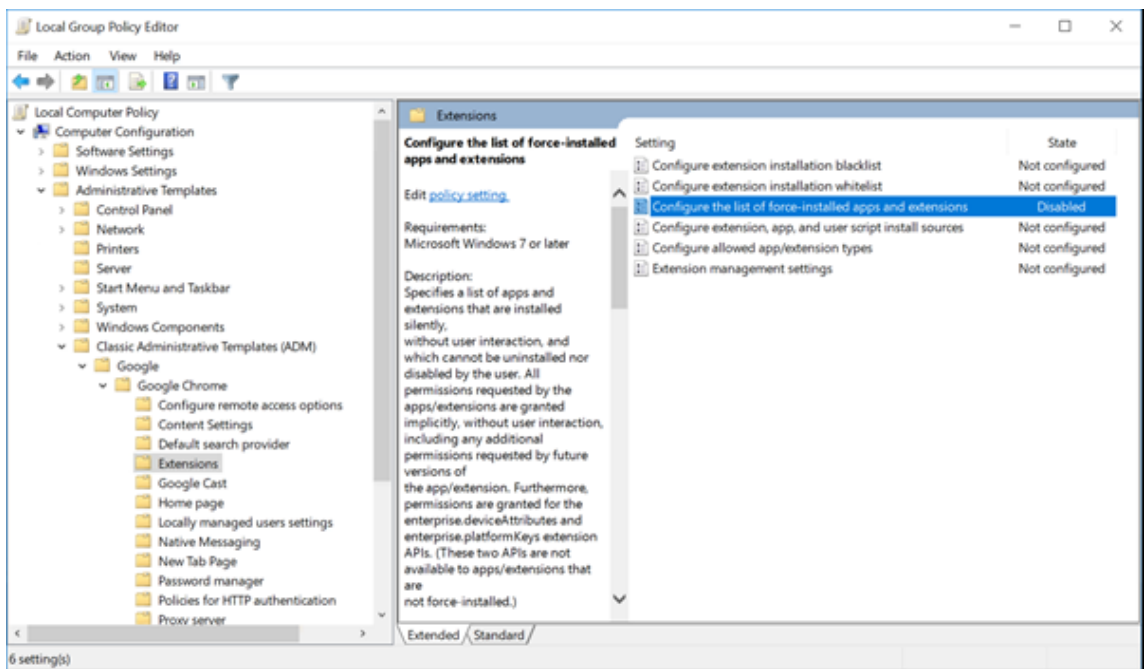 Local Group Policy Editor
File Action View Help
Local Computer Policy
Computer Configuration
Software Settings
Windows Settings
Administrative Templates
Control Panel
Network
Printers
Server
Start Menu and Taskbar
System
Windows Components
Classic Administrative Templates (ADM)
Google
Google Chrome
Configure remote access options
Content Settings
Default search provider
Extensions
Google Cast
Home page
Locally managed users settings
Native Messaging
New Tab Page
Password manager
Policies for HTTP authentication
Proxy server
Extensions
Configure the list of force-installed
apps and extensions
Edit policy setting.
Requirements:
Microsoft Windows 7 or later
Description:
Specifies a list of apps and
extensions that are installed
silently,
without user interaction, and
which cannot be uninstalled nor
disabled by the user. All
permissions requested by the
apps/extensions are granted
implicitly, without user interaction,
including any additional
permissions requested by future
versions of
the app/extension. Furthermore,
permissions are granted for the
enterprise.deviceAttributes and
enterprise.platformKeys extension
APIs. (These two APIs are not
available to apps/extensions that
are
not force-installed.)
Setting State
Configure extension installation blacklist Not configured
Configure extension installation whitelist Not configured
Configure the list of force-installed apps and extensions Disabled
Configure extension, app, and user script install sources Not configured
Configure allowed app/extension types Not configured
Extension management settings Not configured
Extended Standard
6 setting(s)